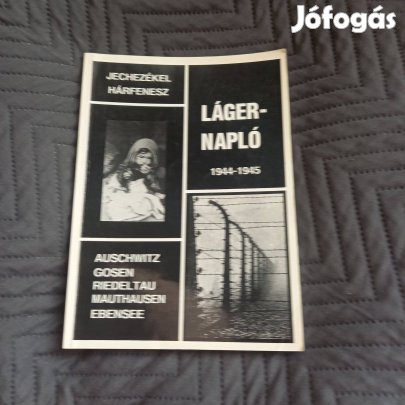 Jófogás
JECHEZÉKEL
HÁRFENESZ
LÁGER-
NAPLÓ
1944-1945
AUSCHWITZ
GOSEN
RIEDELTAU
MAUTHAUSEN
EBENSEE